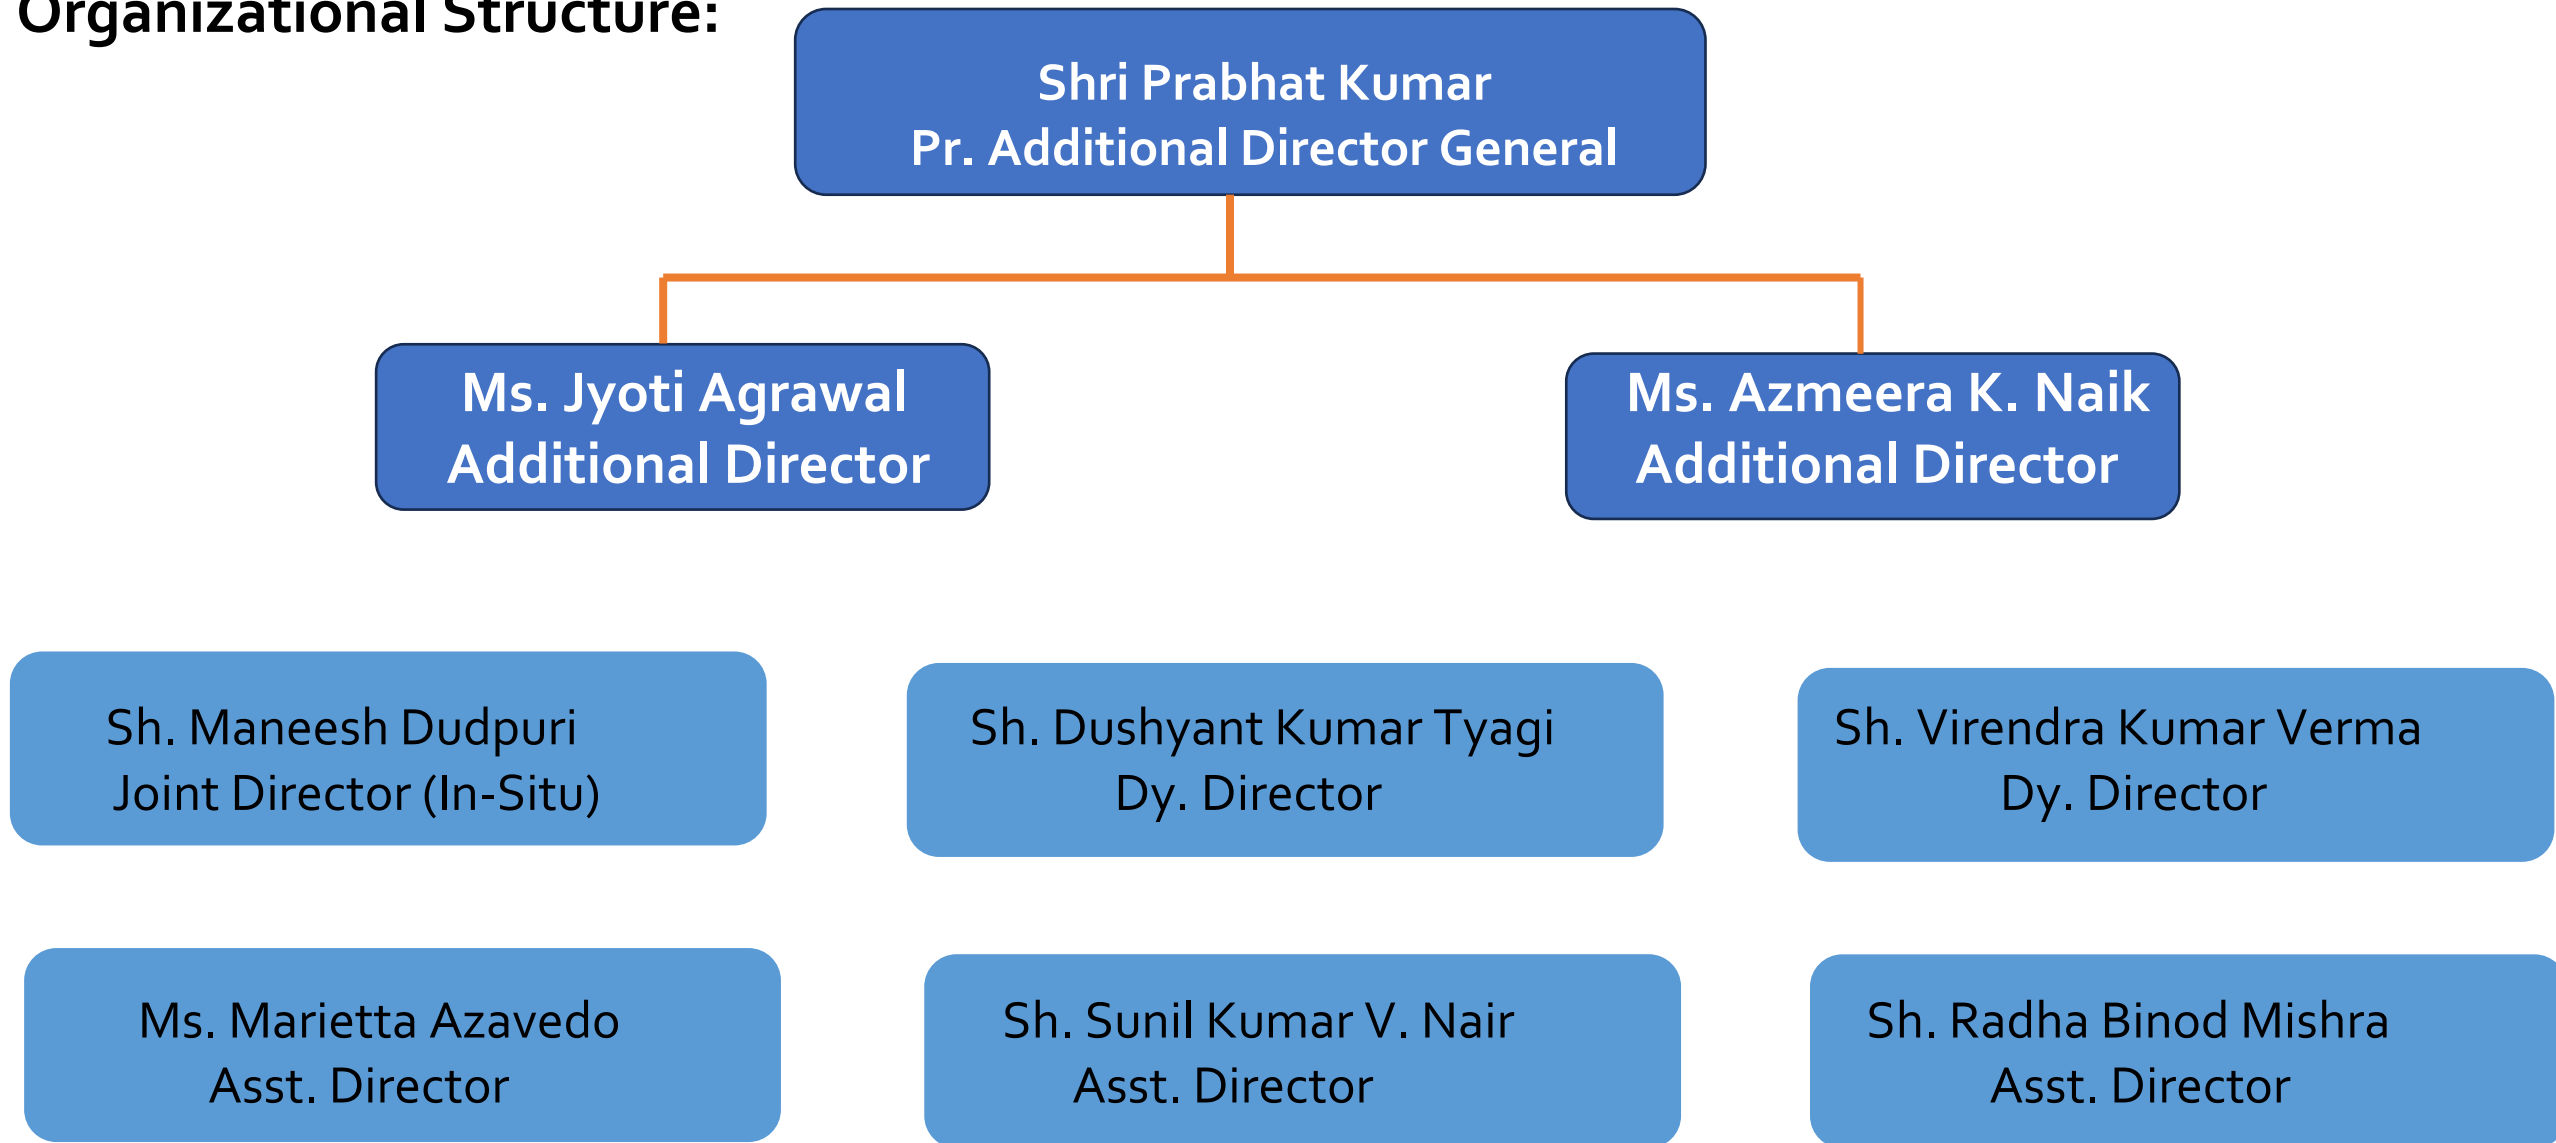 Organizational Structure:
Shri Prabhat Kumar
Pr. Additional Director General
Ms. Jyoti Agrawal
Additional Director
Ms. Azmeera K. Naik
Additional Director
Sh. Maneesh Dudpuri
Joint Director (In-Situ)
Sh. Dushyant Kumar Tyagi
Dy. Director
Sh. Virendra Kumar Verma
Dy. Director
Ms. Marietta Azavedo
Asst. Director
Sh. Sunil Kumar V. Nair
Asst. Director
Sh. Radha Binod Mishra
Asst. Director